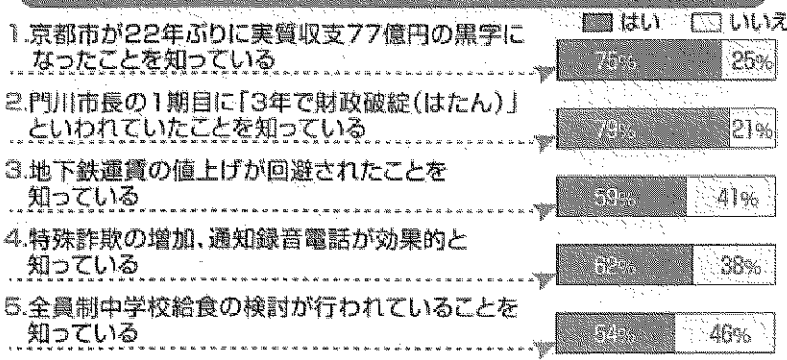 はい いいえ
1.京都市が22年ぶりに実質収支77億円の黒字に
なったことを知っている
75% 25%
2.門川市長の1期目に「3年で財政破綻(はたん)」
といわれていたことを知っている
79% 21%
3.地下鉄運賃の値上げが回避されたことを
知っている
59% 41%
4.特殊詐欺の増加、通知録音電話が効果的と
知っている
62% 38%
5.全員制中学校給食の検討が行われていることを
知っている
54% 46%